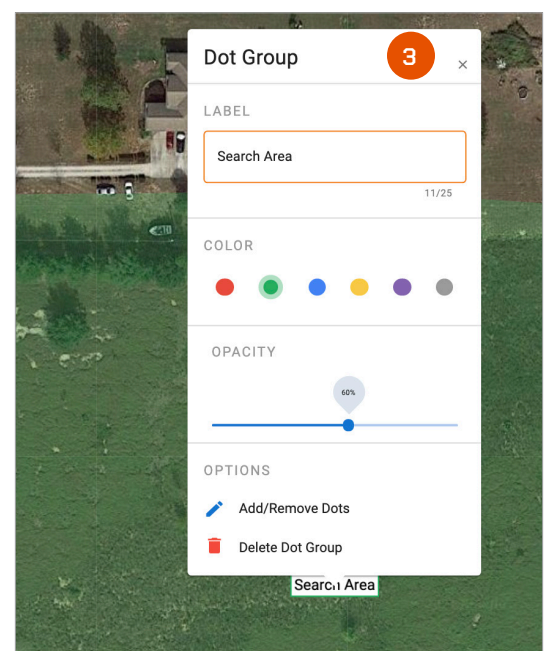 Dot Group
3
×
LABEL
Search Area
11/25
COLOR
OPACITY
60%
OPTIONS
Add/Remove Dots
Delete Dot Group
Search Area